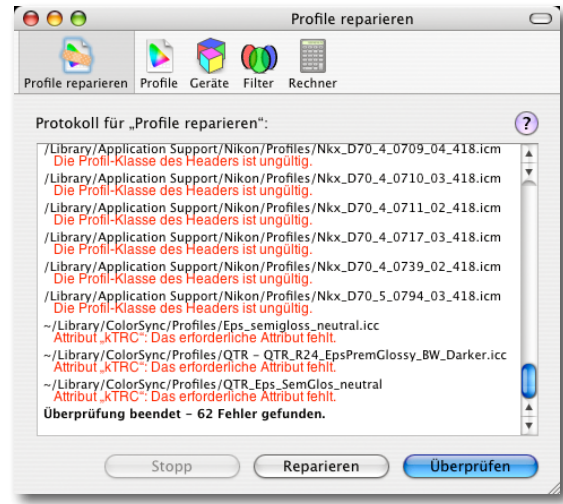 Profile reparieren
Profile reparieren Profile Geräte Filter Rechner
Protokoll für „Profile reparieren“:
?
/Library/Application Support/Nikon/Profiles/Nkx_D70_4_0709_04_418.icm
Die Profil-Klasse des Headers ist ungültig.
/Library/Application Support/Nikon/Profiles/Nkx_D70_4_0710_03_418.icm
Die Profil-Klasse des Headers ist ungültig.
/Library/Application Support/Nikon/Profiles/Nkx_D70_4_0711_02_418.icm
Die Profil-Klasse des Headers ist ungültig.
/Library/Application Support/Nikon/Profiles/Nkx_D70_4_0717_03_418.icm
Die Profil-Klasse des Headers ist ungültig.
/Library/Application Support/Nikon/Profiles/Nkx_D70_4_0739_02_418.icm
Die Profil-Klasse des Headers ist ungültig.
/Library/Application Support/Nikon/Profiles/Nkx_D70_5_0794_03_418.icm
Die Profil-Klasse des Headers ist ungültig.
~/Library/ColorSync/Profiles/Eps_semigloss_neutral.icc
Attribut „kTRC“: Das erforderliche Attribut fehlt.
~/Library/ColorSync/Profiles/QTR - QTR_R24_EpsPremGlossy_BW_Darker.icc
Attribut „kTRC“: Das erforderliche Attribut fehlt.
~/Library/ColorSync/Profiles/QTR_Eps_SemGlos_neutral
Attribut „kTRC“: Das erforderliche Attribut fehlt.
Überprüfung beendet – 62 Fehler gefunden.
Stopp Reparieren Überprüfen